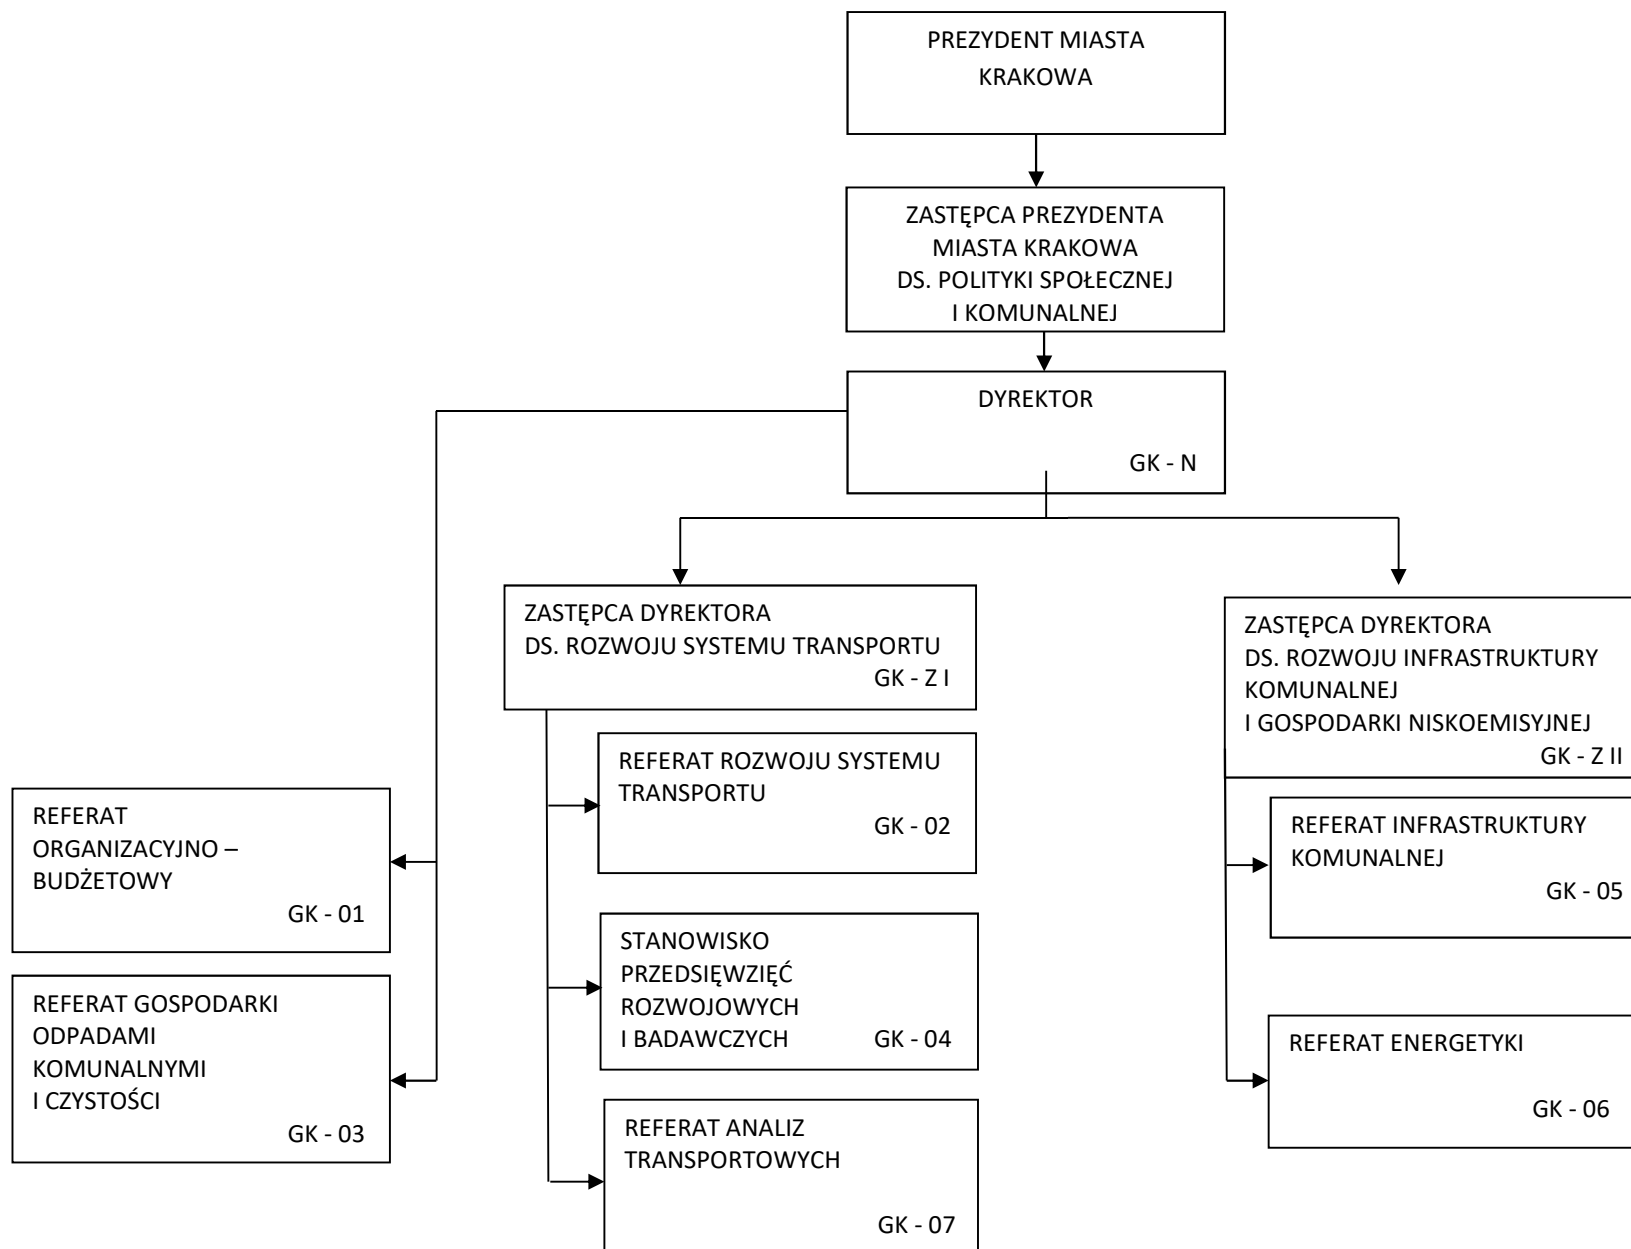 PREZYDENT MIASTA
KRAKOWA
ZASTĘPCA PREZYDENTA
MIASTA KRAKOWA
DS. POLITYKI SPOŁECZNEJ
I KOMUNALNEJ
DYREKTOR
GK - N
ZASTĘPCA DYREKTORA
DS. ROZWOJU SYSTEMU TRANSPORTU
GK - Z I
ZASTĘPCA DYREKTORA
DS. ROZWOJU INFRASTRUKTURY
KOMUNALNEJ
I GOSPODARKI NISKOEMISYJNEJ
GK - Z II
REFERAT
ORGANIZACYJNO –
BUDŻETOWY
GK - 01
REFERAT GOSPODARKI
ODPADAMI
KOMUNALNYMI
I CZYSTOŚCI
GK - 03
REFERAT ROZWOJU SYSTEMU
TRANSPORTU
GK - 02
STANOWISKO
PRZEDSIĘWZIĘĆ
ROZWOJOWYCH
I BADAWCZYCH GK - 04
REFERAT ANALIZ
TRANSPORTOWYCH
GK - 07
REFERAT INFRASTRUKTURY
KOMUNALNEJ
GK - 05
REFERAT ENERGETYKI
GK - 06